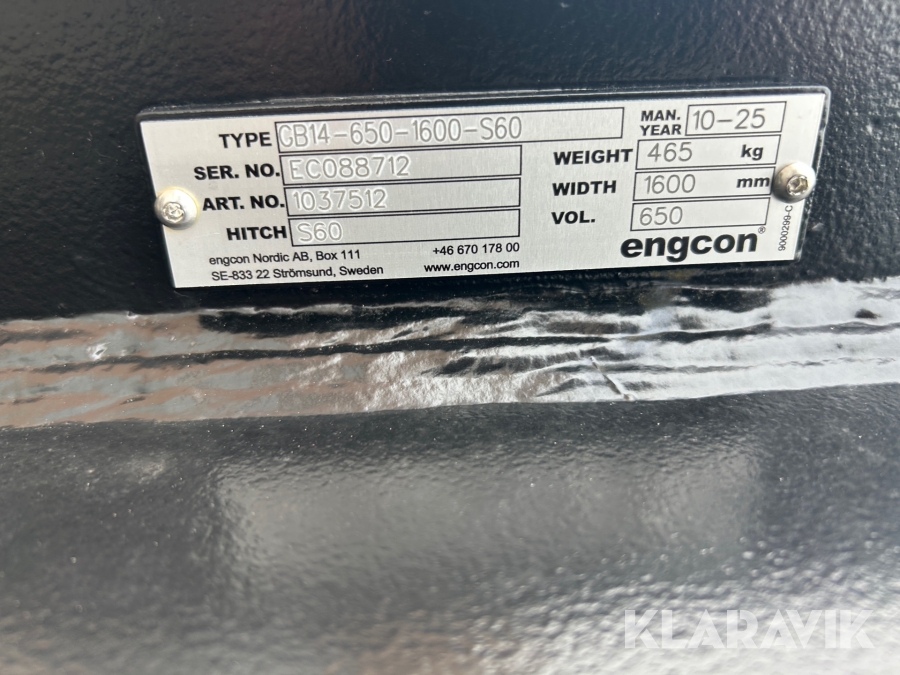 TYPE GB14-650-1600-S60
MAN. YEAR 10-25
SER. NO. EC088712
WEIGHT 465 kg
ART. NO. 1037512
WIDTH 1600 mm
HITCH S60
VOL. 650
engcon Nordic AB, Box 111 +46 670 178 00
SE-833 22 Strömsund, Sweden www.engcon.com
engcon®
9000299-C
KLARAVIK